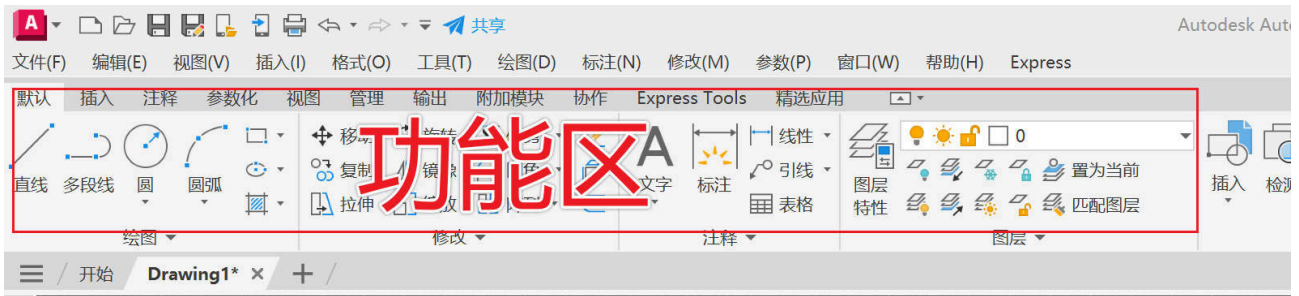 A 共享 Autodesk Auto
文件(F) 编辑(E) 视图(V) 插入(I) 格式(O) 工具(T) 绘图(D) 标注(N) 修改(M) 参数(P) 窗口(W) 帮助(H) Express
默认 插入 注释 参数化 视图 管理 输出 附加模块 协作 Express Tools 精选应用
功能区
直线 多段线 圆 圆弧
复制 镜像
拉伸
A 文字 标注
线性
引线
表格
图层
特性
0
置为当前
匹配图层
插入
绘图 修改 注释 图层
开始 Drawing1*